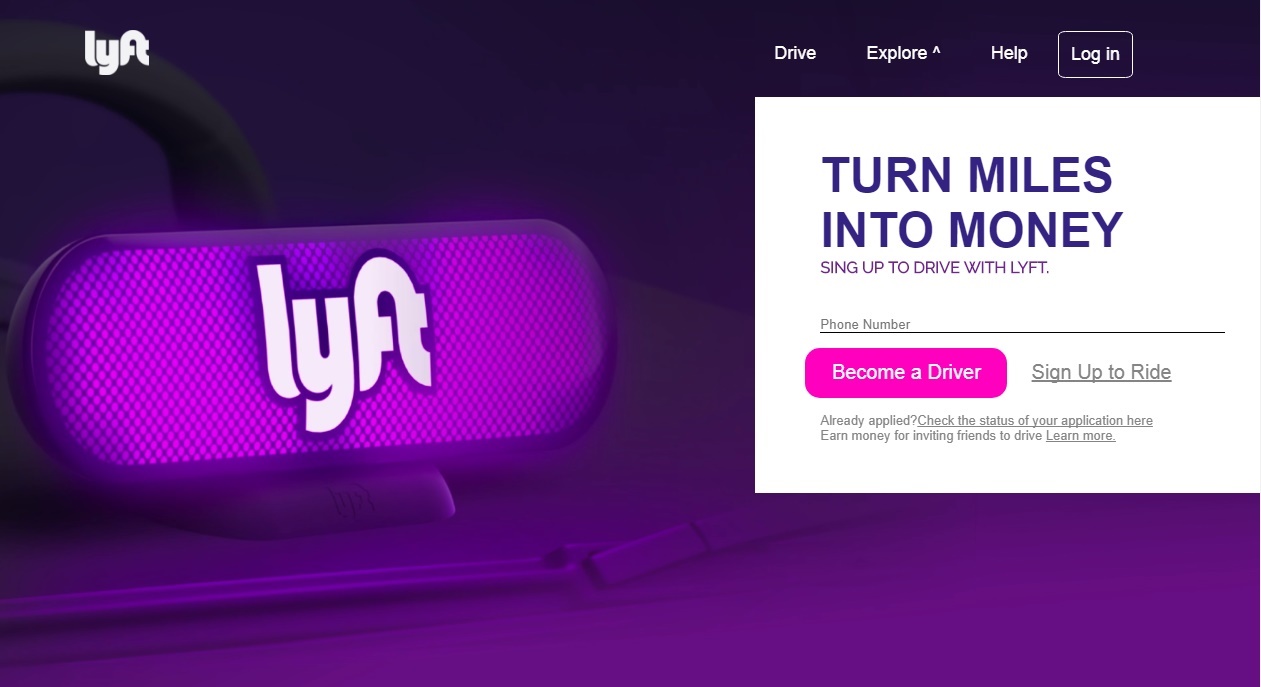 lyft
Drive Explore ^ Help Log in
TURN MILES
INTO MONEY
SING UP TO DRIVE WITH LYFT.
lyft
Phone Number
Become a Driver Sign Up to Ride
Already applied?Check the status of your application here
Earn money for inviting friends to drive Learn more.
lyft